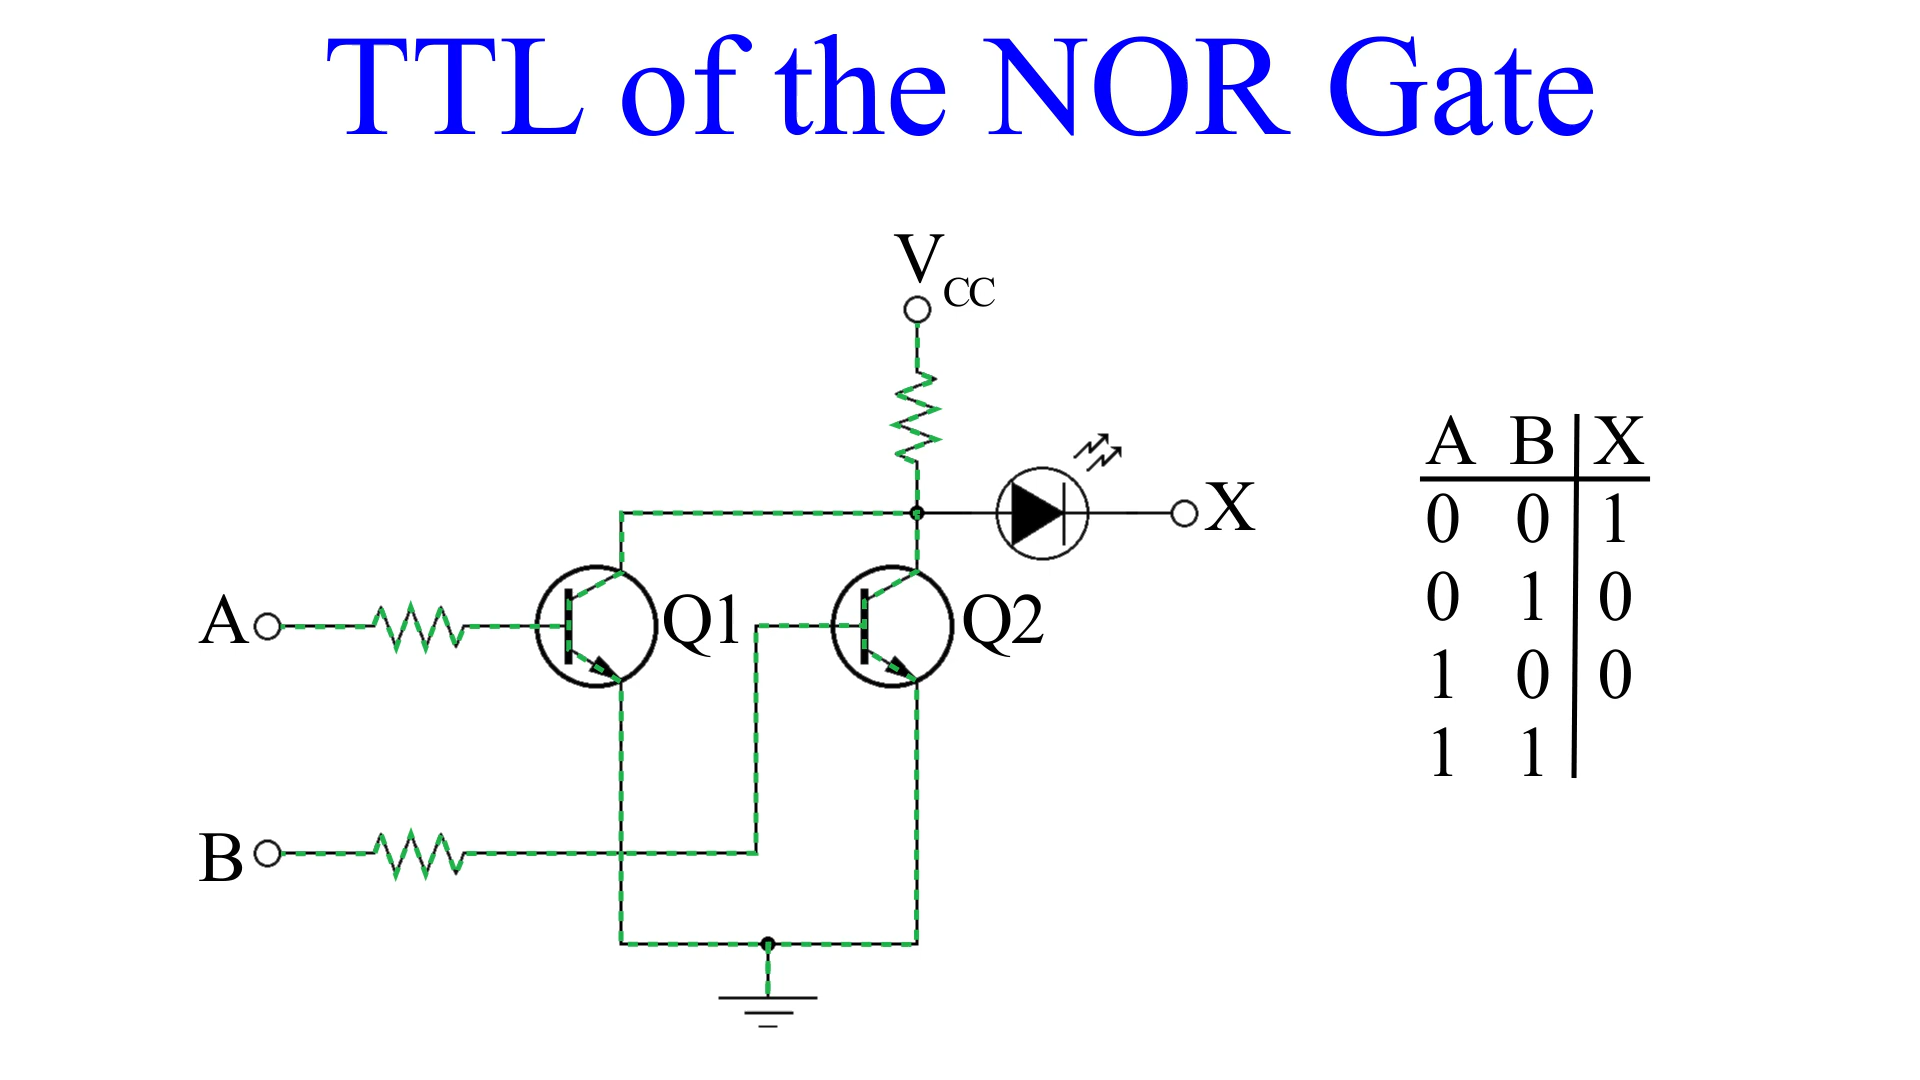 TTL of the NOR Gate
VCC
X
A
Q1
Q2
B
A B X
0 0 1
0 1 0
1 0 0
1 1